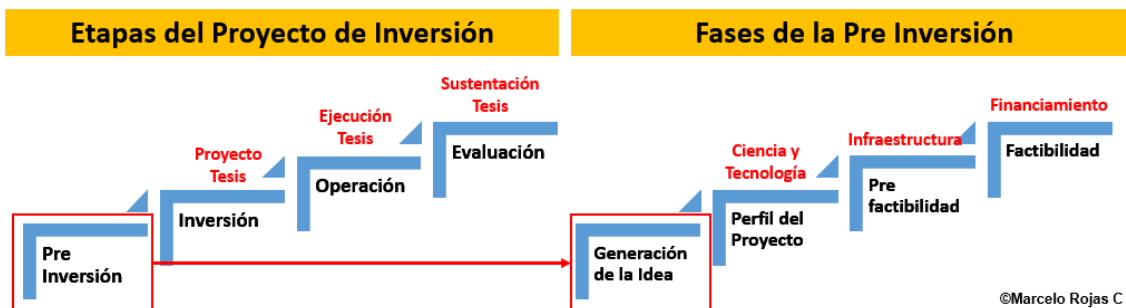 Etapas del Proyecto de Inversión
Pre
Inversión
Proyecto
Tesis
Inversión
Ejecución
Tesis
Operación
Sustentación
Tesis
Evaluación
Fases de la Pre Inversión
Generación
de la Idea
Ciencia y
Tecnología
Perfil del
Proyecto
Infraestructura
Pre
factibilidad
Financiamiento
Factibilidad
©Marcelo Rojas C